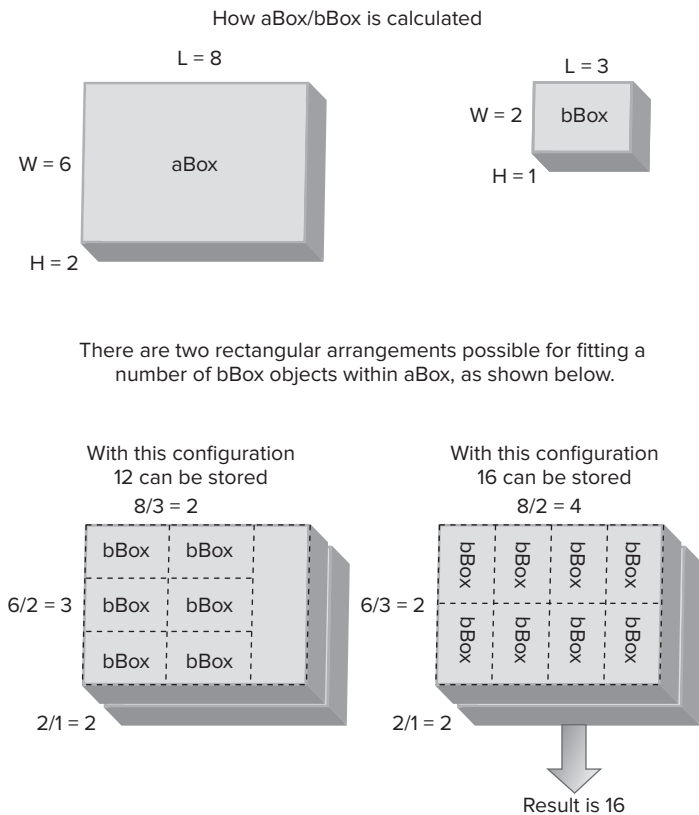 How aBox/bBox is calculated
L = 8
W = 6
aBox
H = 2
L = 3
W = 2
bBox
H = 1
There are two rectangular arrangements possible for fitting a
number of bBox objects within aBox, as shown below.
With this configuration
12 can be stored
8/3 = 2
bBox bBox
6/2 = 3
bBox bBox
bBox bBox
2/1 = 2
With this configuration
16 can be stored
8/2 = 4
bBox bBox bBox bBox
6/3 = 2
bBox bBox bBox bBox
2/1 = 2
Result is 16